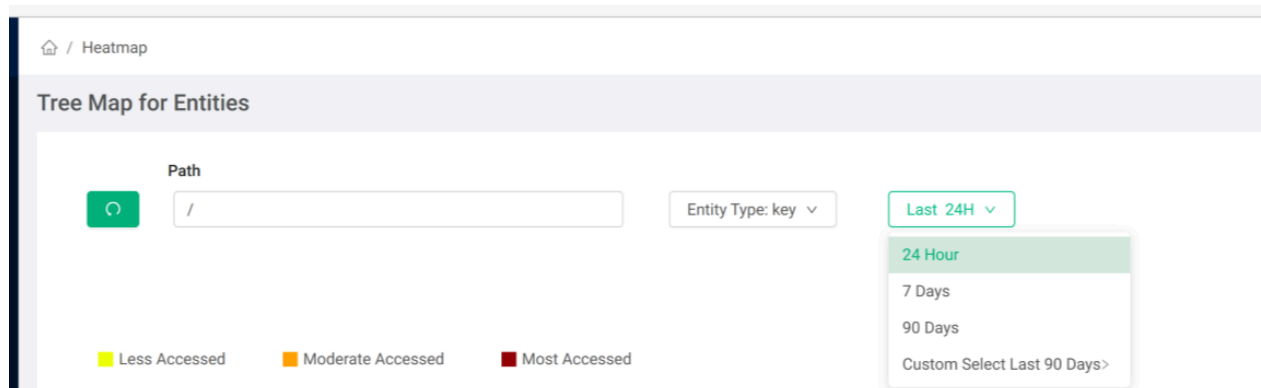 / Heatmap
Tree Map for Entities
Path
/
Entity Type: key
Last 24H
24 Hour
7 Days
90 Days
Custom Select Last 90 Days>
Less Accessed
Moderate Accessed
Most Accessed